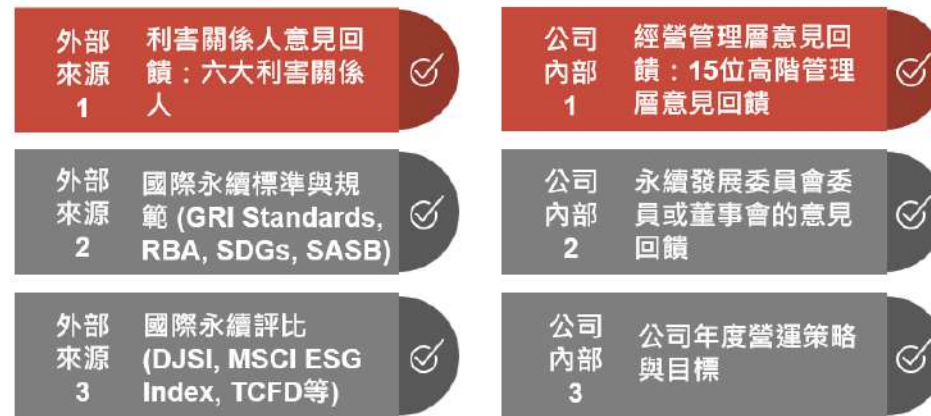 外部
來源
1
利害關係人意見回
饋：六大利害關係
人
公司
內部
1
經營管理層意見回
饋：15位高階管理
層意見回饋
外部
來源
2
國際永續標準與規
範 (GRI Standards,
RBA, SDGs, SASB)
公司
內部
2
永續發展委員會委
員或董事會的意見
回饋
外部
來源
3
國際永續評比
(DJSI, MSCI ESG
Index, TCFD等)
公司
內部
3
公司年度營運策略
與目標